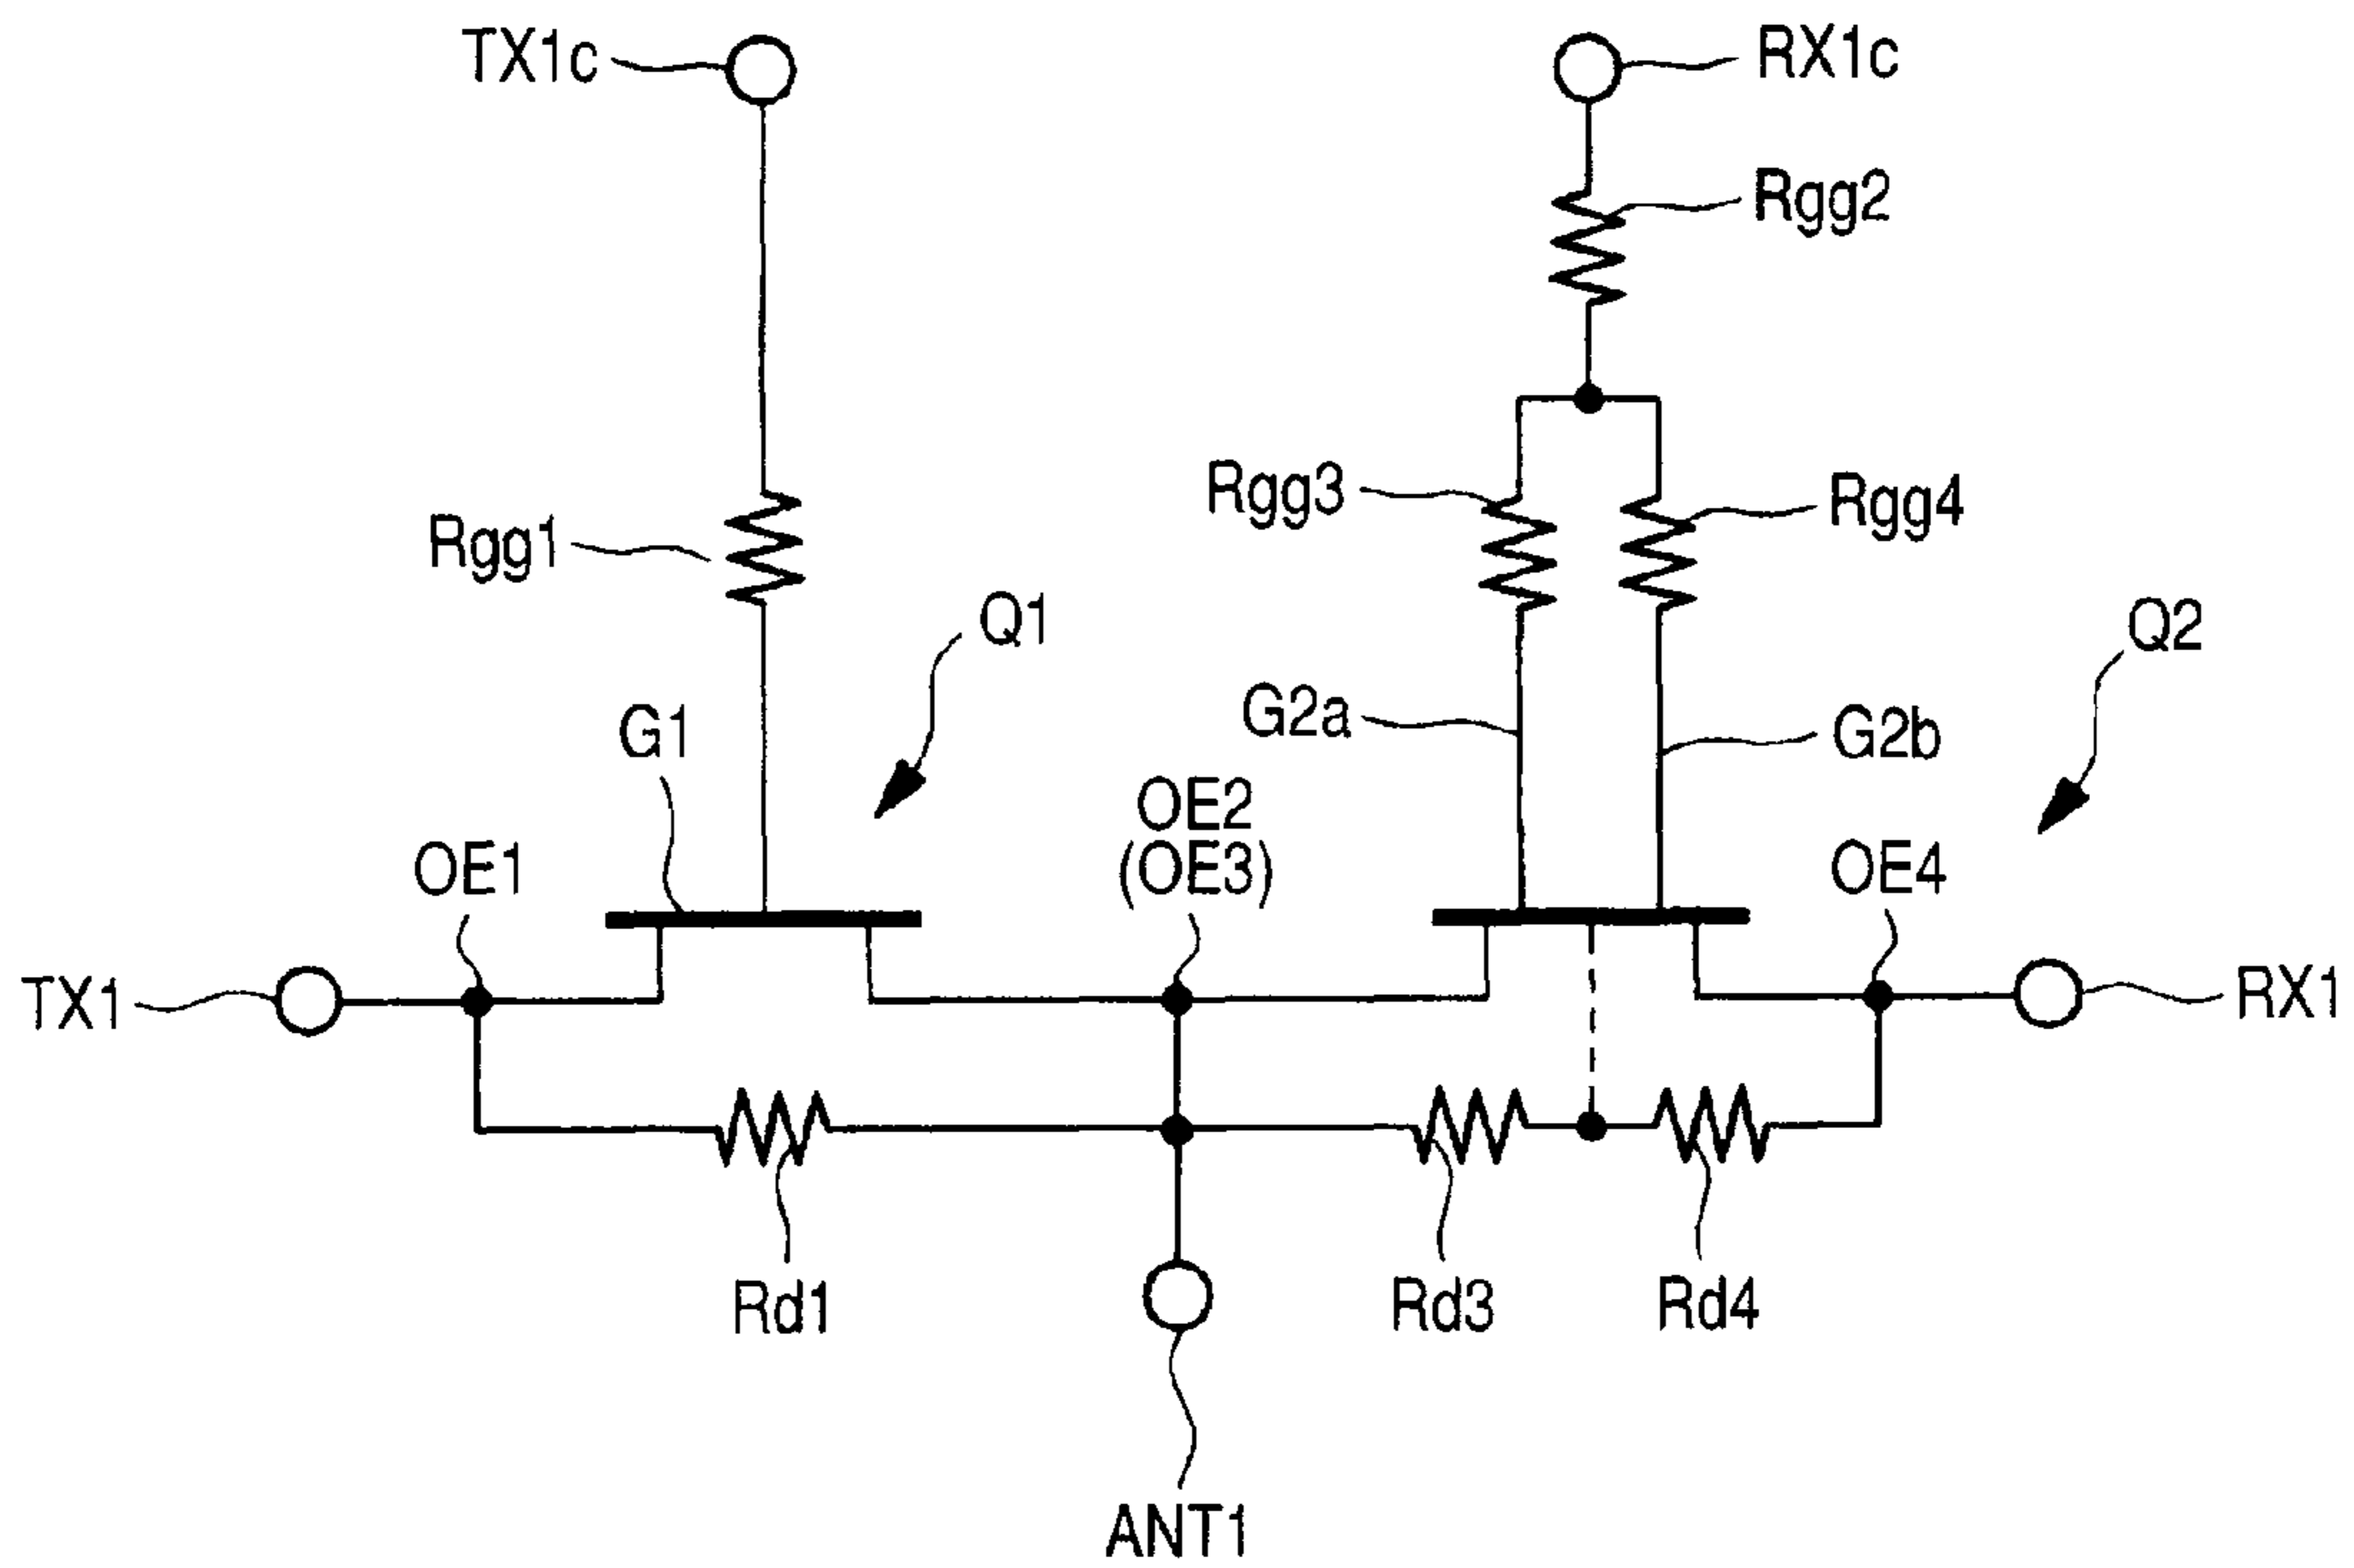 TX1c
RX1c
Rgg2
Rgg3
Rgg4
Rgg1
Q1
Q2
G2a
G1
G2b
OE2
(OE3)
OE1
OE4
TX1
RX1
Rd1
Rd3
Rd4
ANT1